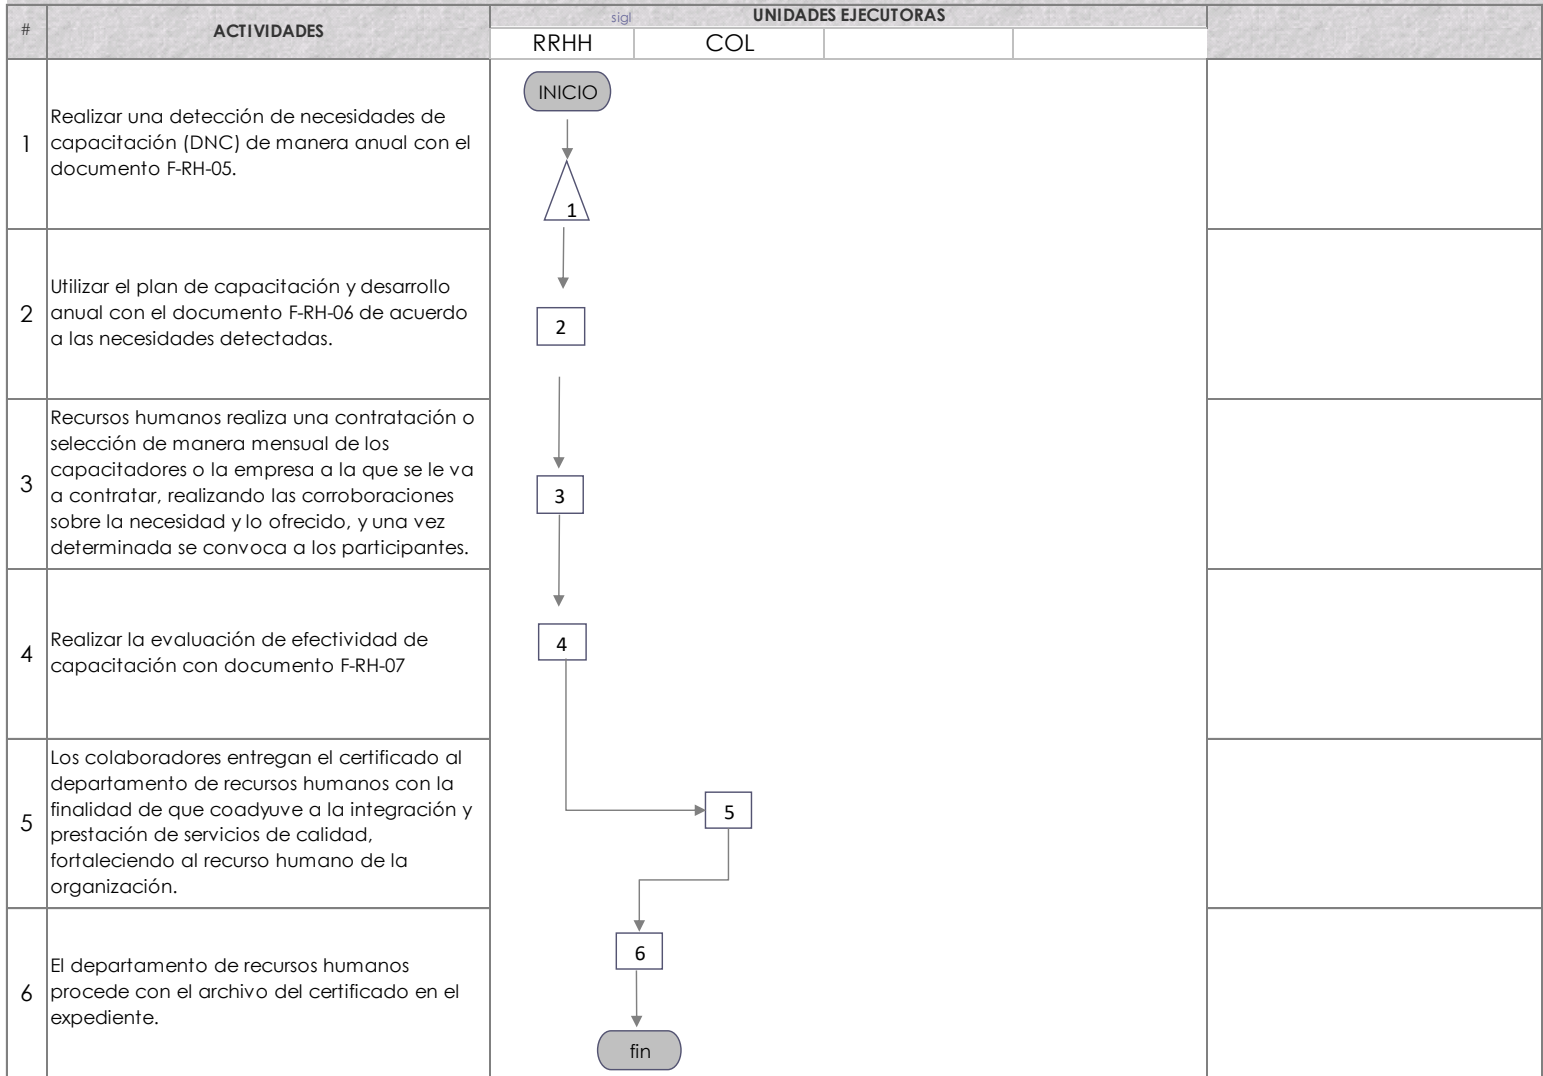 #
ACTIVIDADES
sigl
UNIDADES EJECUTORAS
RRHH
COL
INICIO
1
Realizar una detección de necesidades de
capacitación (DNC) de manera anual con el
documento F-RH-05.
1
2
Utilizar el plan de capacitación y desarrollo
anual con el documento F-RH-06 de acuerdo
a las necesidades detectadas.
2
3
Recursos humanos realiza una contratación o
selección de manera mensual de los
capacitadores o la empresa a la que se le va
a contratar, realizando las corroboraciones
sobre la necesidad y lo ofrecido, y una vez
determinada se convoca a los participantes.
3
4
Realizar la evaluación de efectividad de
capacitación con documento F-RH-07
4
5
Los colaboradores entregan el certificado al
departamento de recursos humanos con la
finalidad de que coadyuve a la integración y
prestación de servicios de calidad,
fortaleciendo al recurso humano de la
organización.
5
6
El departamento de recursos humanos
procede con el archivo del certificado en el
expediente.
6
fin